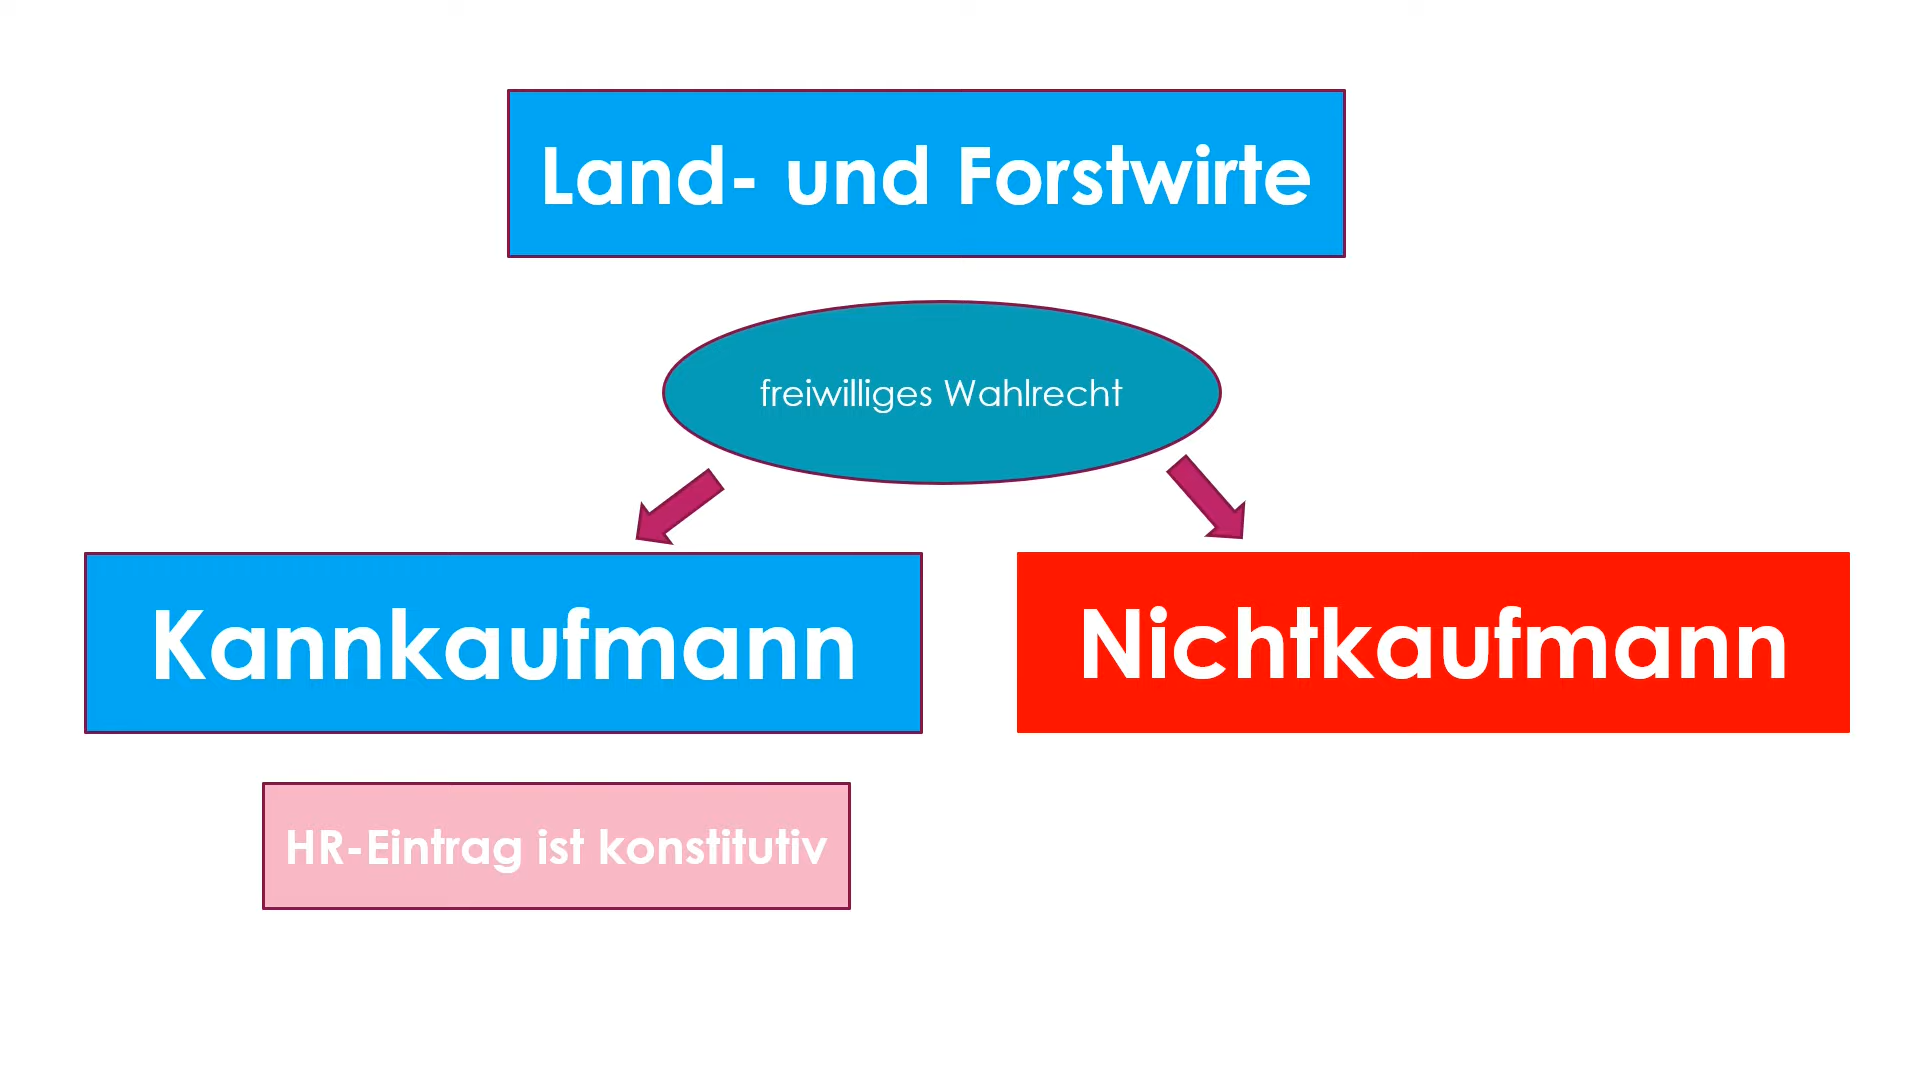 Land- und Forstwirte
freiwilliges Wahlrecht
Kannkaufmann
Nichtkaufmann
HR-Eintrag ist konstitutiv